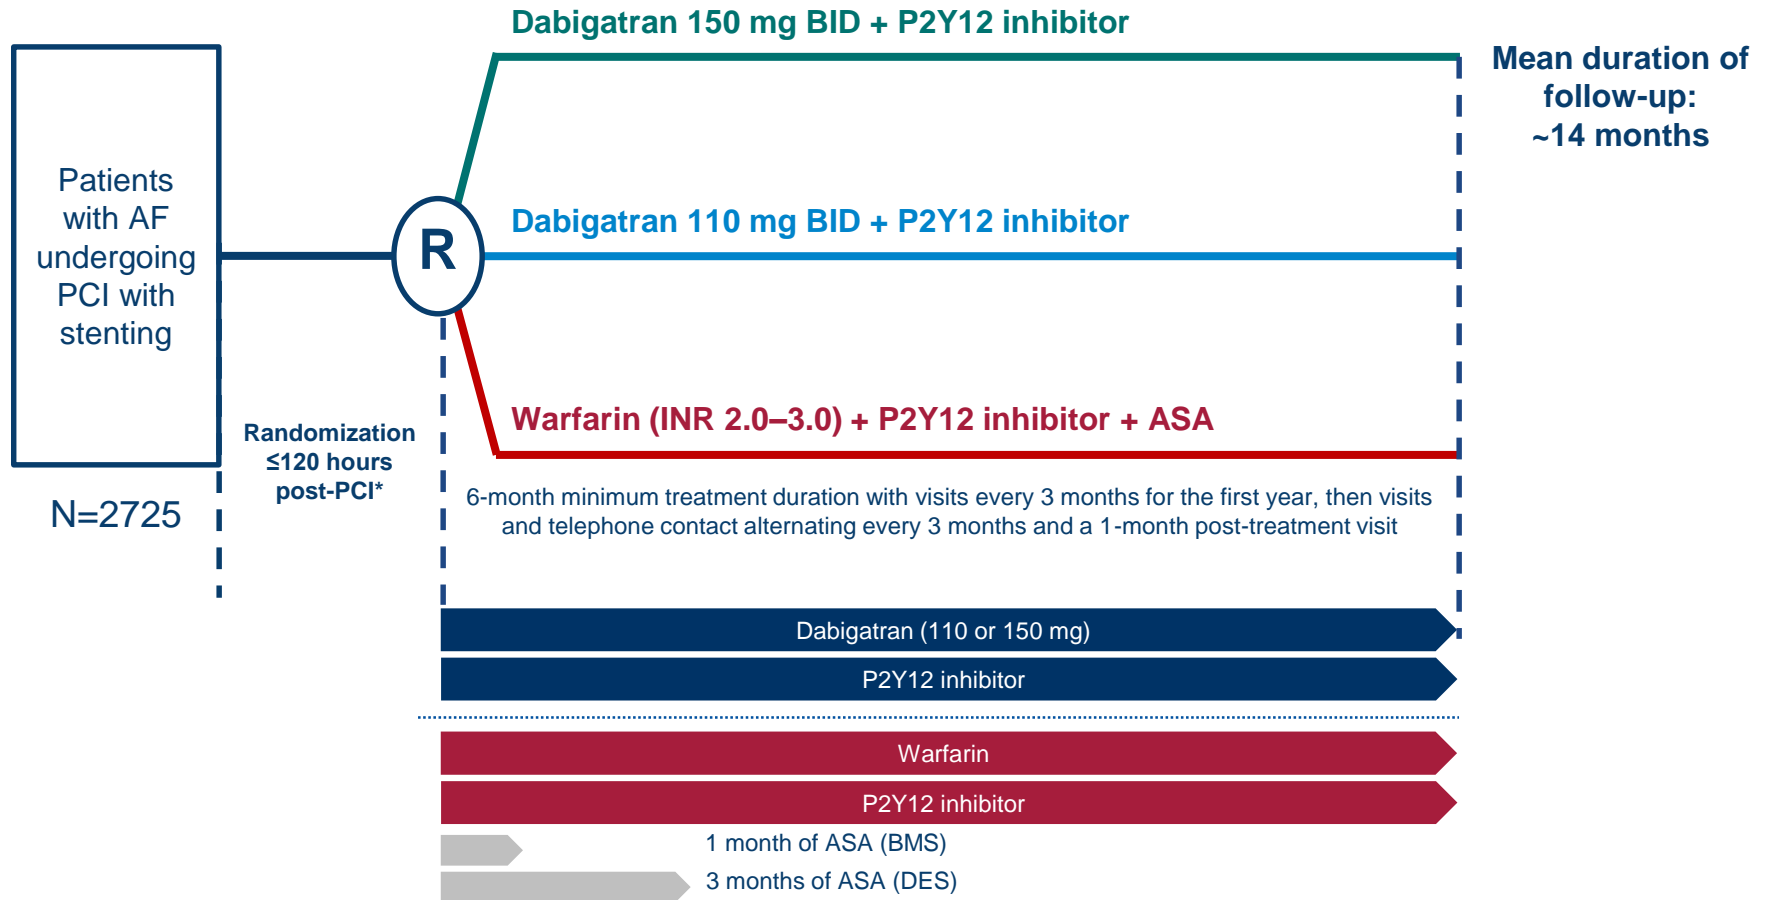 Dabigatran 150 mg BID + P2Y12 inhibitor
Mean duration of
follow-up:
~14 months
Patients
with AF
undergoing
PCI with
stenting
Dabigatran 110 mg BID + P2Y12 inhibitor
R
Warfarin (INR 2.0–3.0) + P2Y12 inhibitor + ASA
Randomization
≤120 hours
post-PCI*
N=2725
6-month minimum treatment duration with visits every 3 months for the first year, then visits
and telephone contact alternating every 3 months and a 1-month post-treatment visit
Dabigatran (110 or 150 mg)
P2Y12 inhibitor
Warfarin
P2Y12 inhibitor
1 month of ASA (BMS)
3 months of ASA (DES)